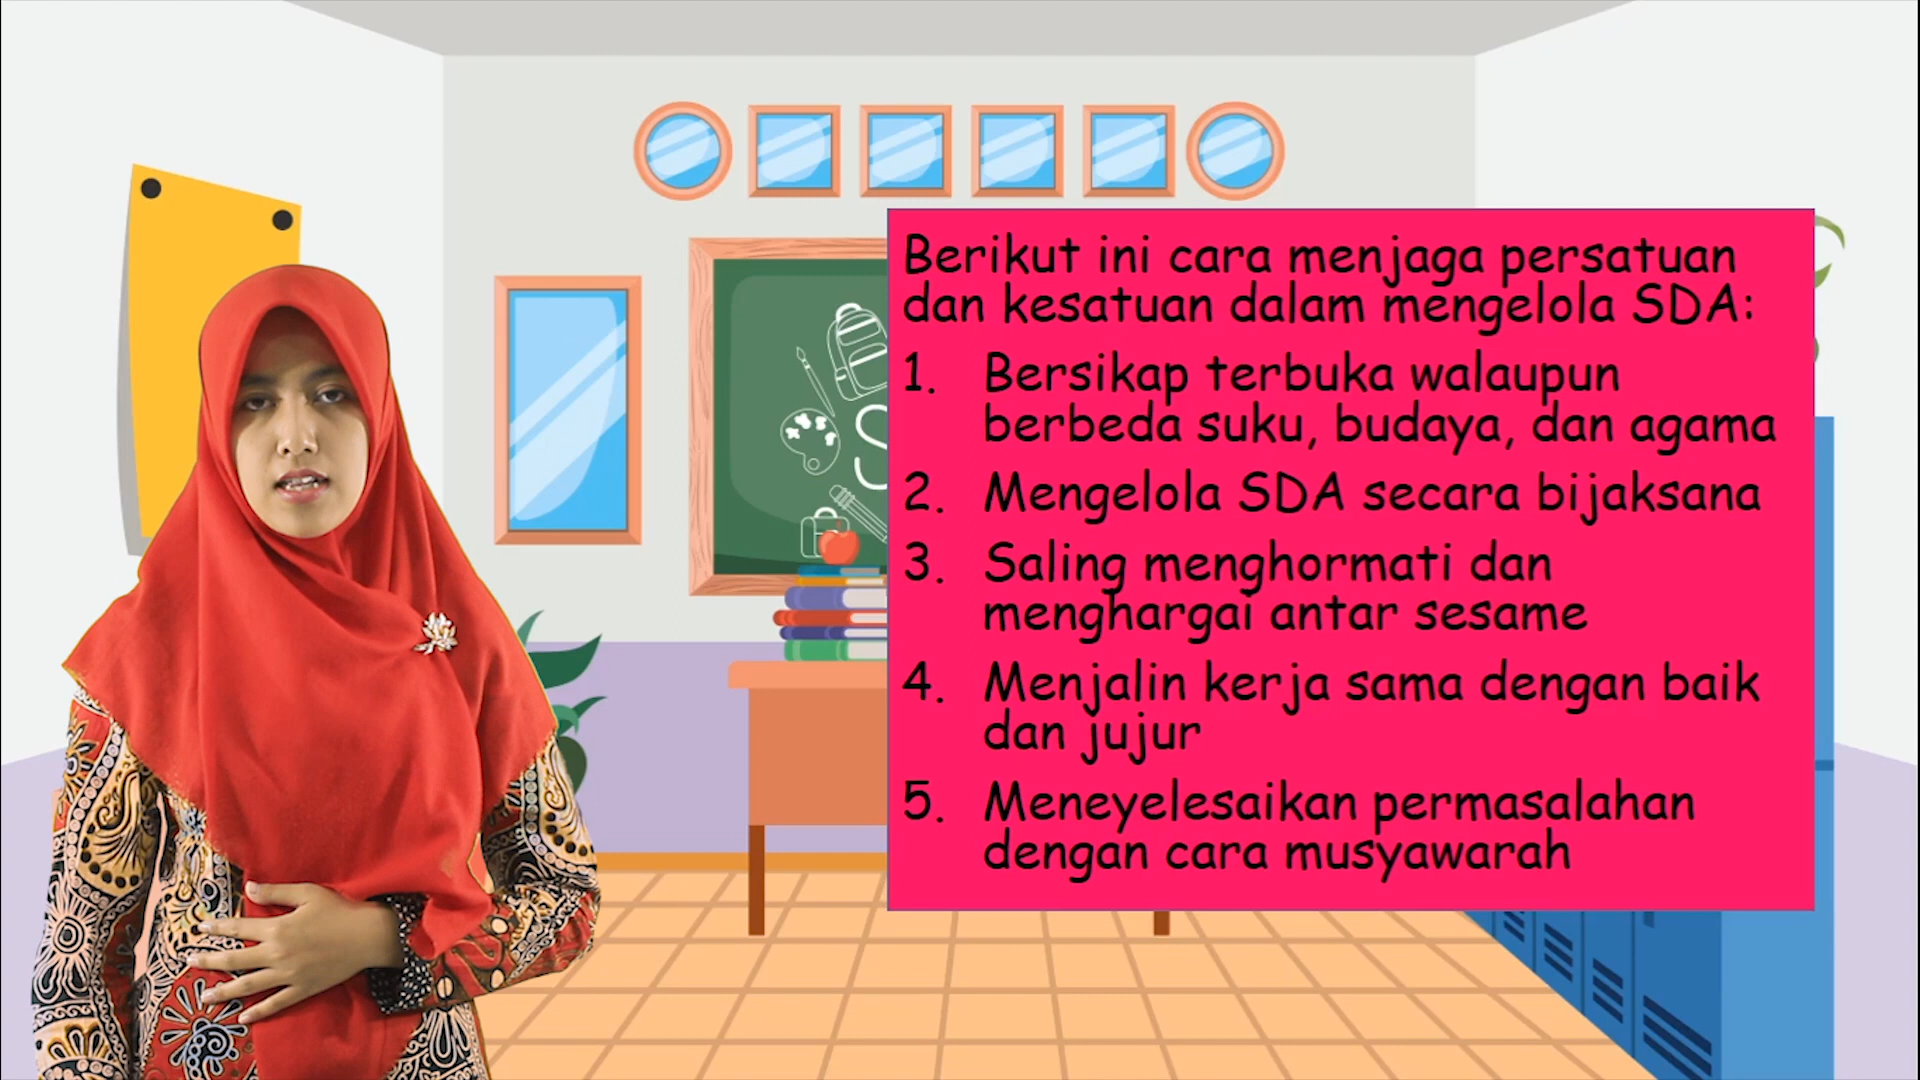 Berikut ini cara menjaga persatuan
dan kesatuan dalam mengelola SDA:
1. Bersikap terbuka walaupun
berbeda suku, budaya, dan agama
2. Mengelola SDA secara bijaksana
3. Saling menghormati dan
menghargai antar sesame
4. Menjalin kerja sama dengan baik
dan jujur
5. Meneyelesaikan permasalahan
dengan cara musyawarah